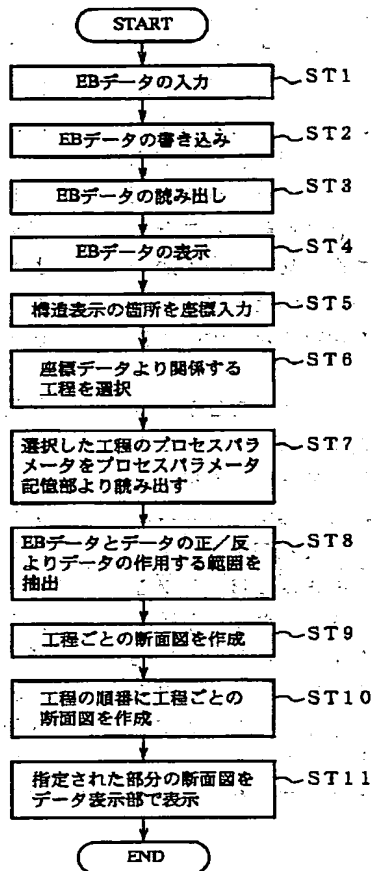 START
EBデータの入力
ST1
EBデータの書き込み
ST2
EBデータの読み出し
ST3
EBデータの表示
ST4
構造表示の箇所を座標入力
ST5
座標データより関係する
工程を選択
ST6
選択した工程のプロセスパラ
メータをプロセスパラメータ
記憶部より読み出す
ST7
EBデータとデータの正/反
よりデータの作用する範囲を
抽出
ST8
工程ごとの断面図を作成
ST9
工程の順番に工程ごとの
断面図を作成
ST10
指定された部分の断面図を
データ表示部で表示
ST11
END